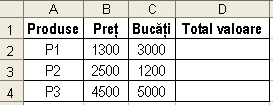 A B C D
1 Produse Preț Bucăți Total valoare
2 P1 1300 3000
3 P2 2500 1200
4 P3 4500 5000